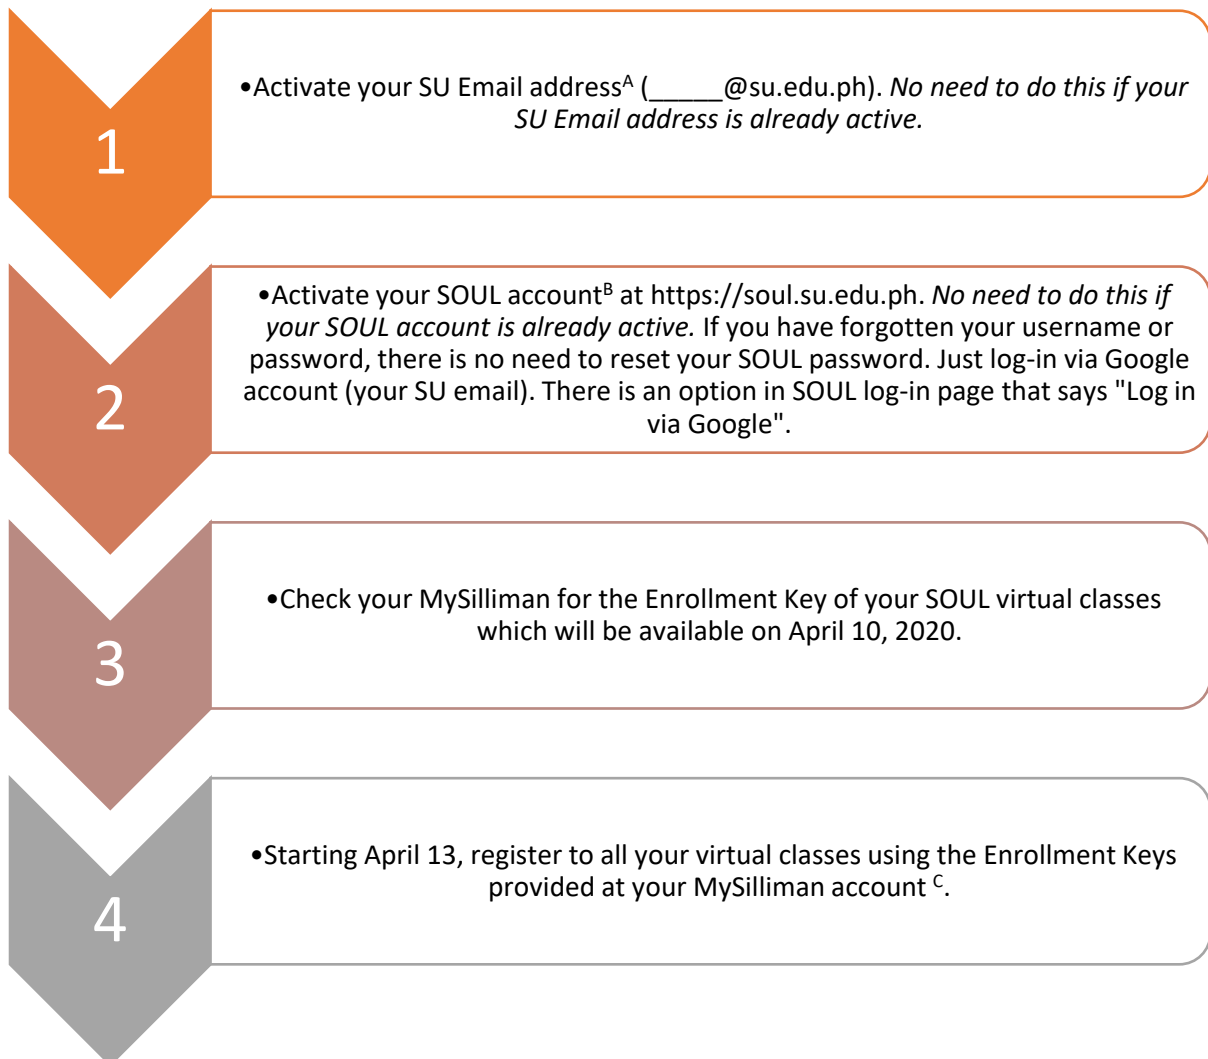 1
•Activate your SU Email addressᴬ (_____@su.edu.ph). No need to do this if your
SU Email address is already active.
2
•Activate your SOUL accountᴮ at https://soul.su.edu.ph. No need to do this if
your SOUL account is already active. If you have forgotten your username or
password, there is no need to reset your SOUL password. Just log-in via Google
account (your SU email). There is an option in SOUL log-in page that says "Log in
via Google".
3
•Check your MySilliman for the Enrollment Key of your SOUL virtual classes
which will be available on April 10, 2020.
4
•Starting April 13, register to all your virtual classes using the Enrollment Keys
provided at your MySilliman account ᶜ.